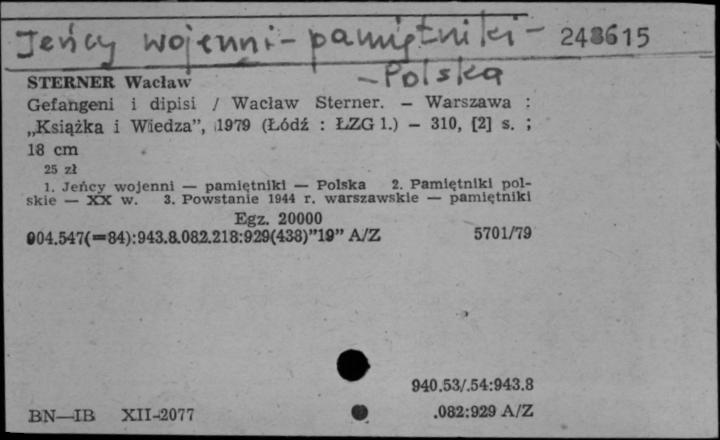 Jeńcy wojenni - pamiętniki - 248615
- Polska
STERNER Wacław
Gefangeni i dipisi / Wacław Sterner. — Warszawa :
„Książka i Wiedza”, 1979 (Łódź : ŁZG 1.) — 310, [2] s. ;
18 cm
25 zł
1. Jeńcy wojenni — pamiętniki — Polska 2. Pamiętniki pol-
skie — XX w. 3. Powstanie 1944 r. warszawskie — pamiętniki
Egz. 20000
904.547(=84):943.8.082.218:929(438)”19” A/Z 5701/79
940.53/.54:943.8
BN—IB XII-2077 .082:929 A/Z